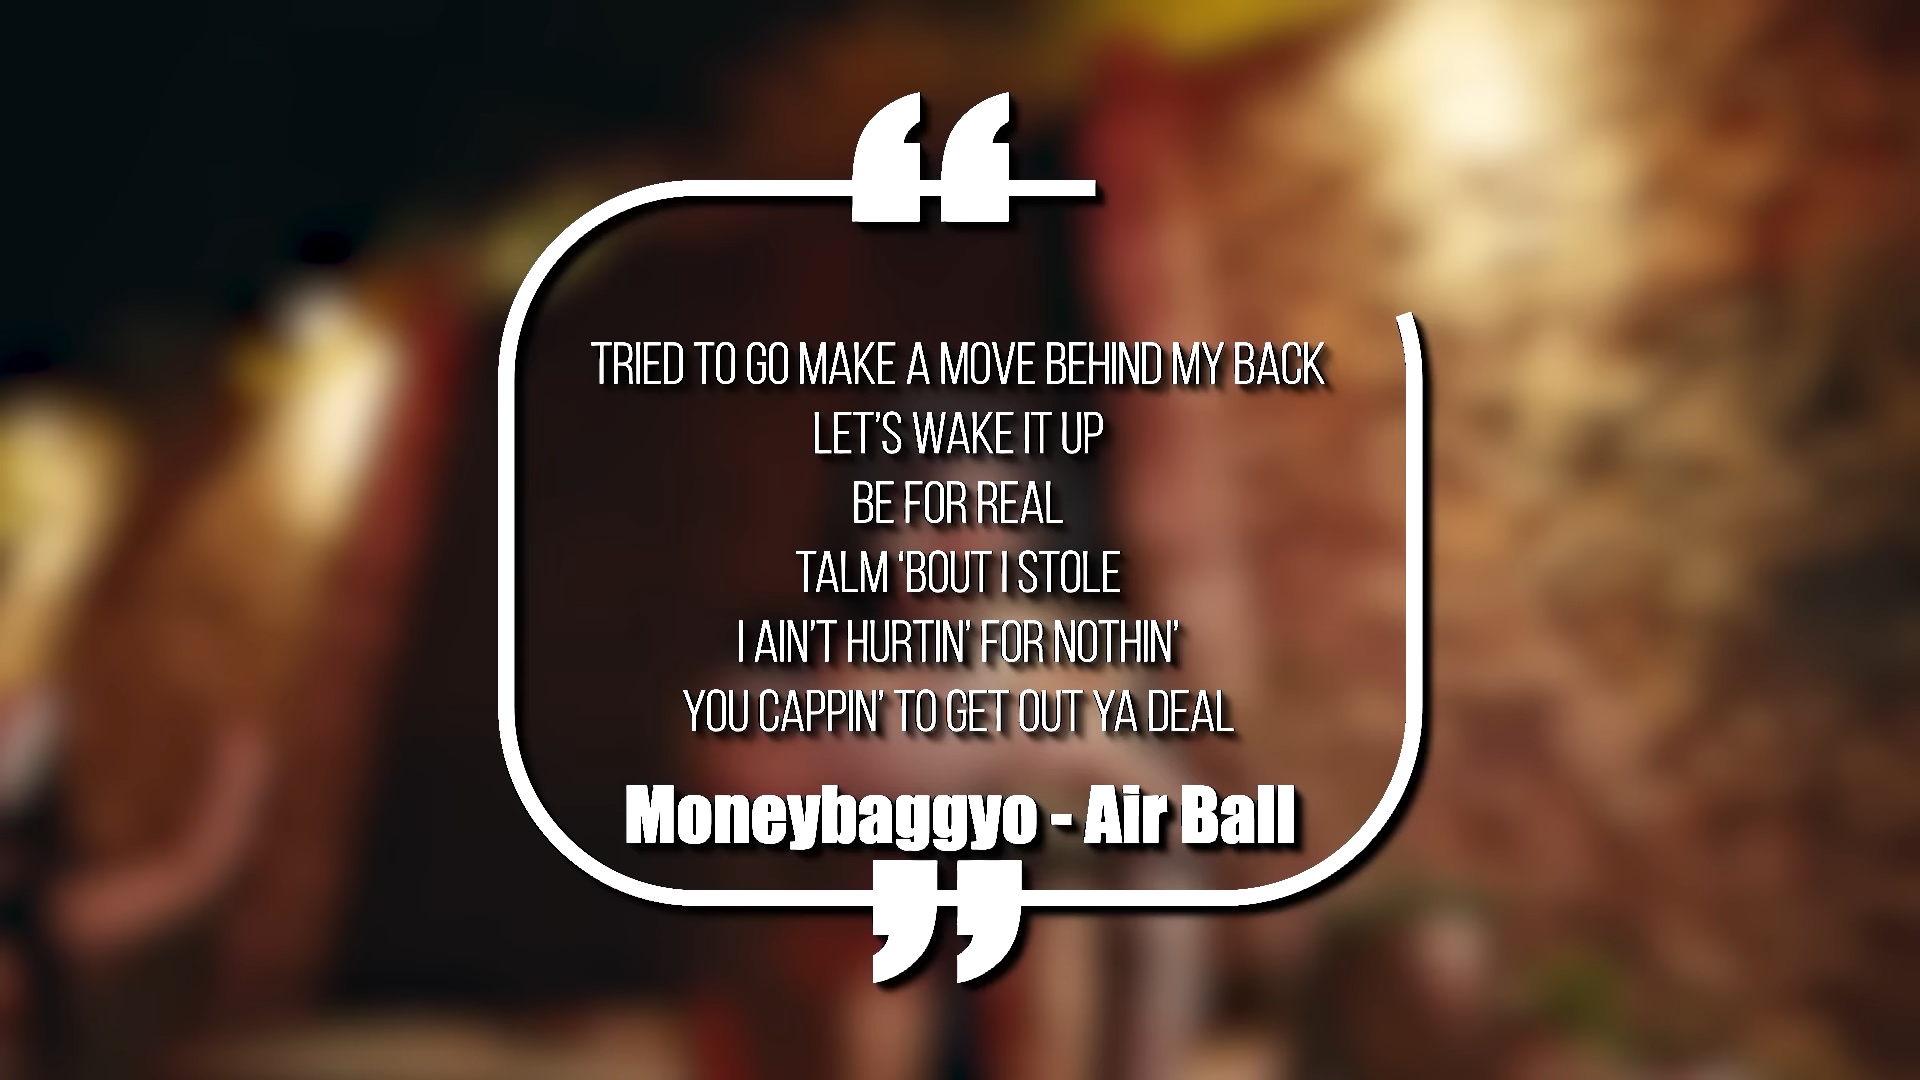 “
TRIED TO GO MAKE A MOVE BEHIND MY BACK
LET’S WAKE IT UP
BE FOR REAL
TALM ‘BOUT I STOLE
I AIN’T HURTIN’ FOR NOTHIN’
YOU CAPPIN’ TO GET OUT YA DEAL
Moneybaggyo - Air Ball
”